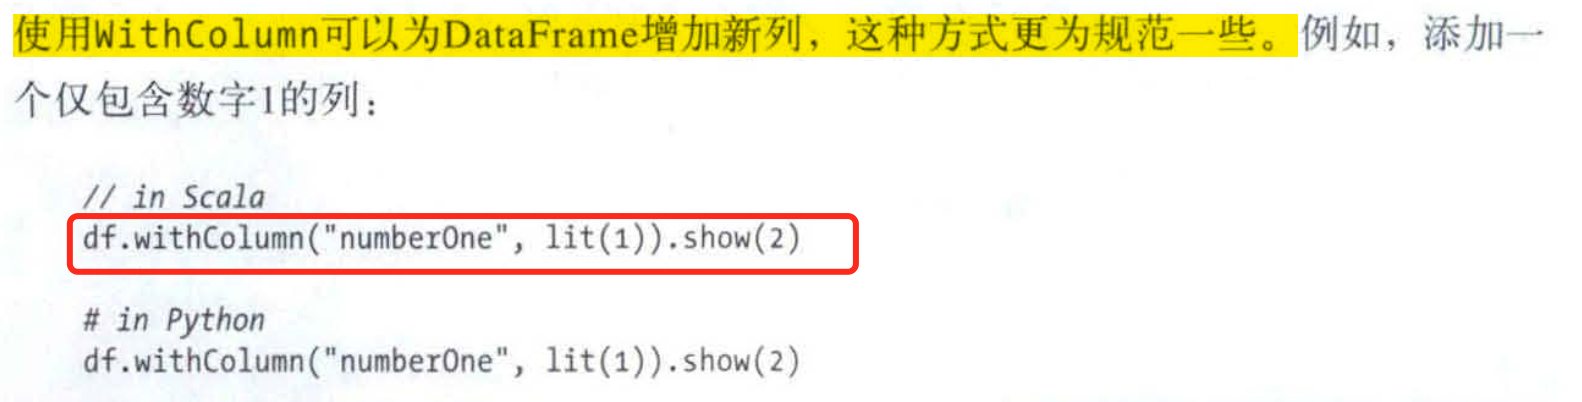 使用WithColumn可以为DataFrame增加新列，这种方式更为规范一些。例如，添加一
个仅包含数字1的列：
// in Scala
df.withColumn("numberOne", lit(1)).show(2)
# in Python
df.withColumn("numberOne", lit(1)).show(2)